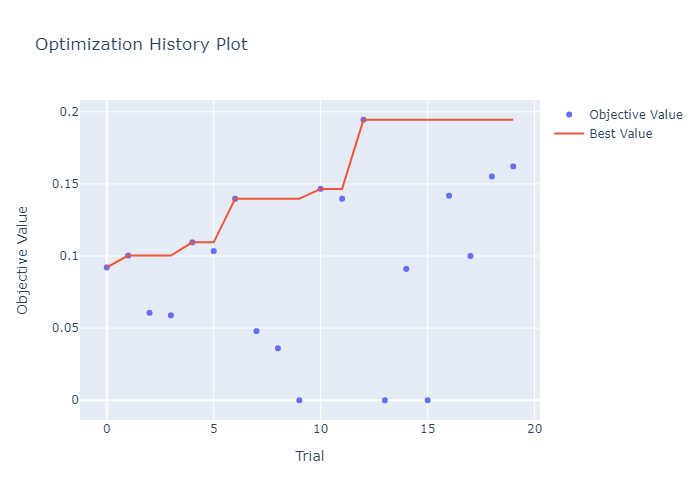 Optimization History Plot
Objective Value
Best Value
0.2
0.15
0.1
0.05
0
Objective Value
0
5
10
15
20
Trial